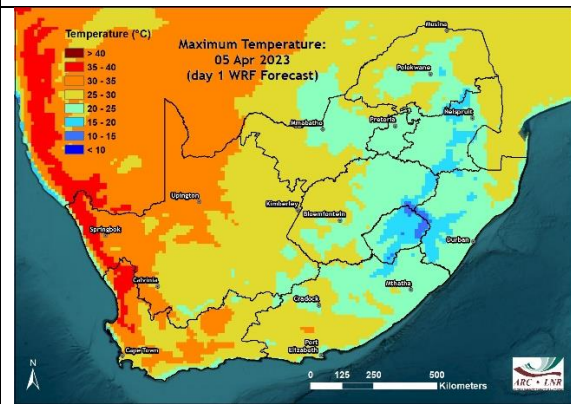 Temperature (°C)
> 40
35 - 40
30 - 35
25 - 30
20 - 25
15 - 20
10 - 15
< 10
Maximum Temperature:
05 Apr 2023
(day 1 WRF Forecast)
Musina
Polokwane
Nelspruit
Mmabatho
Pretoria
Upington
Kimberley
Bloemfontein
Springbok
Durban
Calvinia
Mthatha
Cradock
Cape Town
Port
Elizabeth
N
0 125 250 500
Kilometers
ARC • LNR